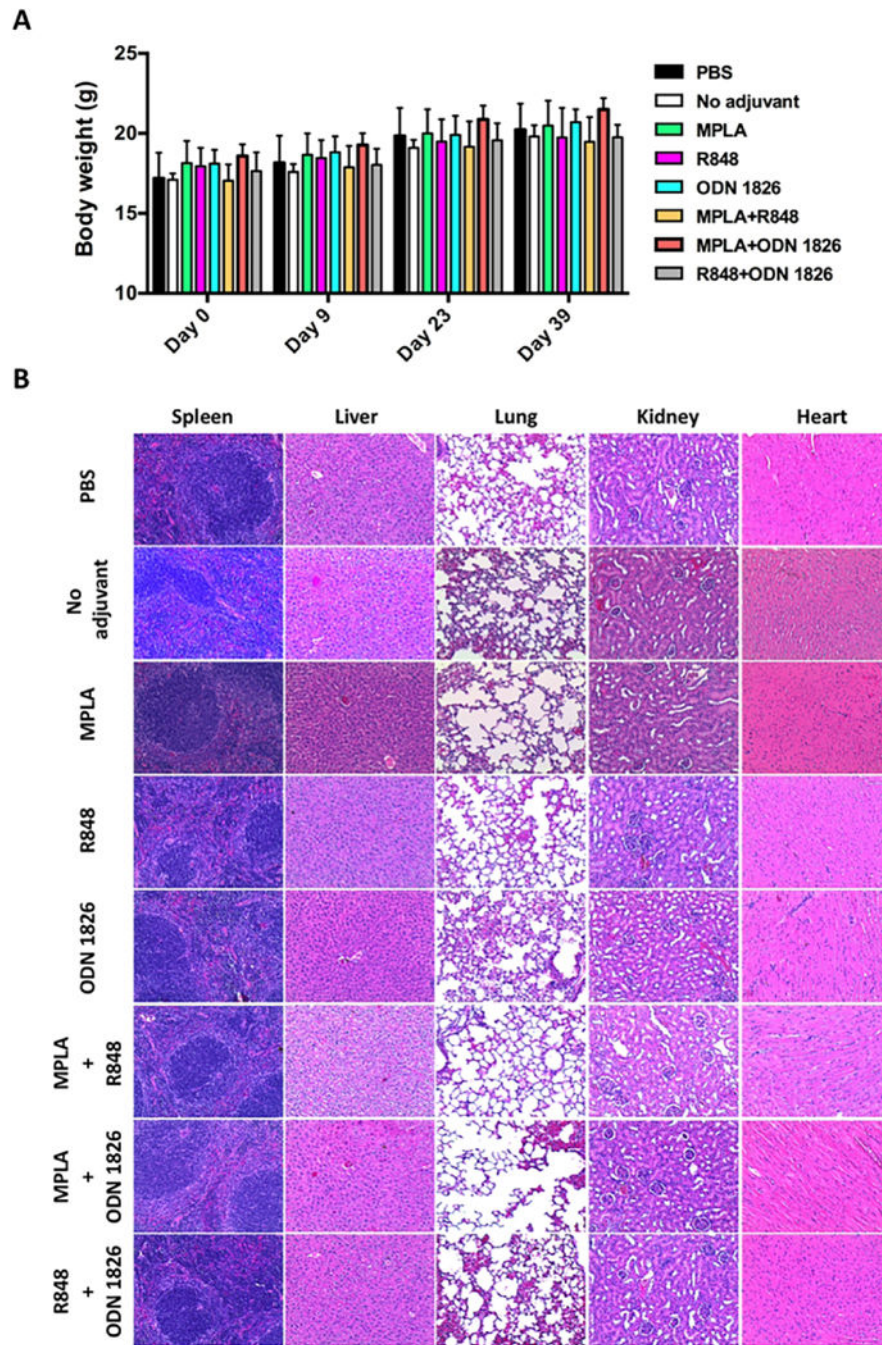 A
Body weight (g)
25
20
15
10
Day 0
Day 9
Day 23
Day 39
PBS
No adjuvant
MPLA
R848
ODN 1826
MPLA+R848
MPLA+ODN 1826
R848+ODN 1826
B
Spleen
Liver
Lung
Kidney
Heart
PBS
No
adjuvant
MPLA
R848
ODN 1826
MPLA
+
R848
MPLA
+
ODN 1826
R848
+
ODN 1826